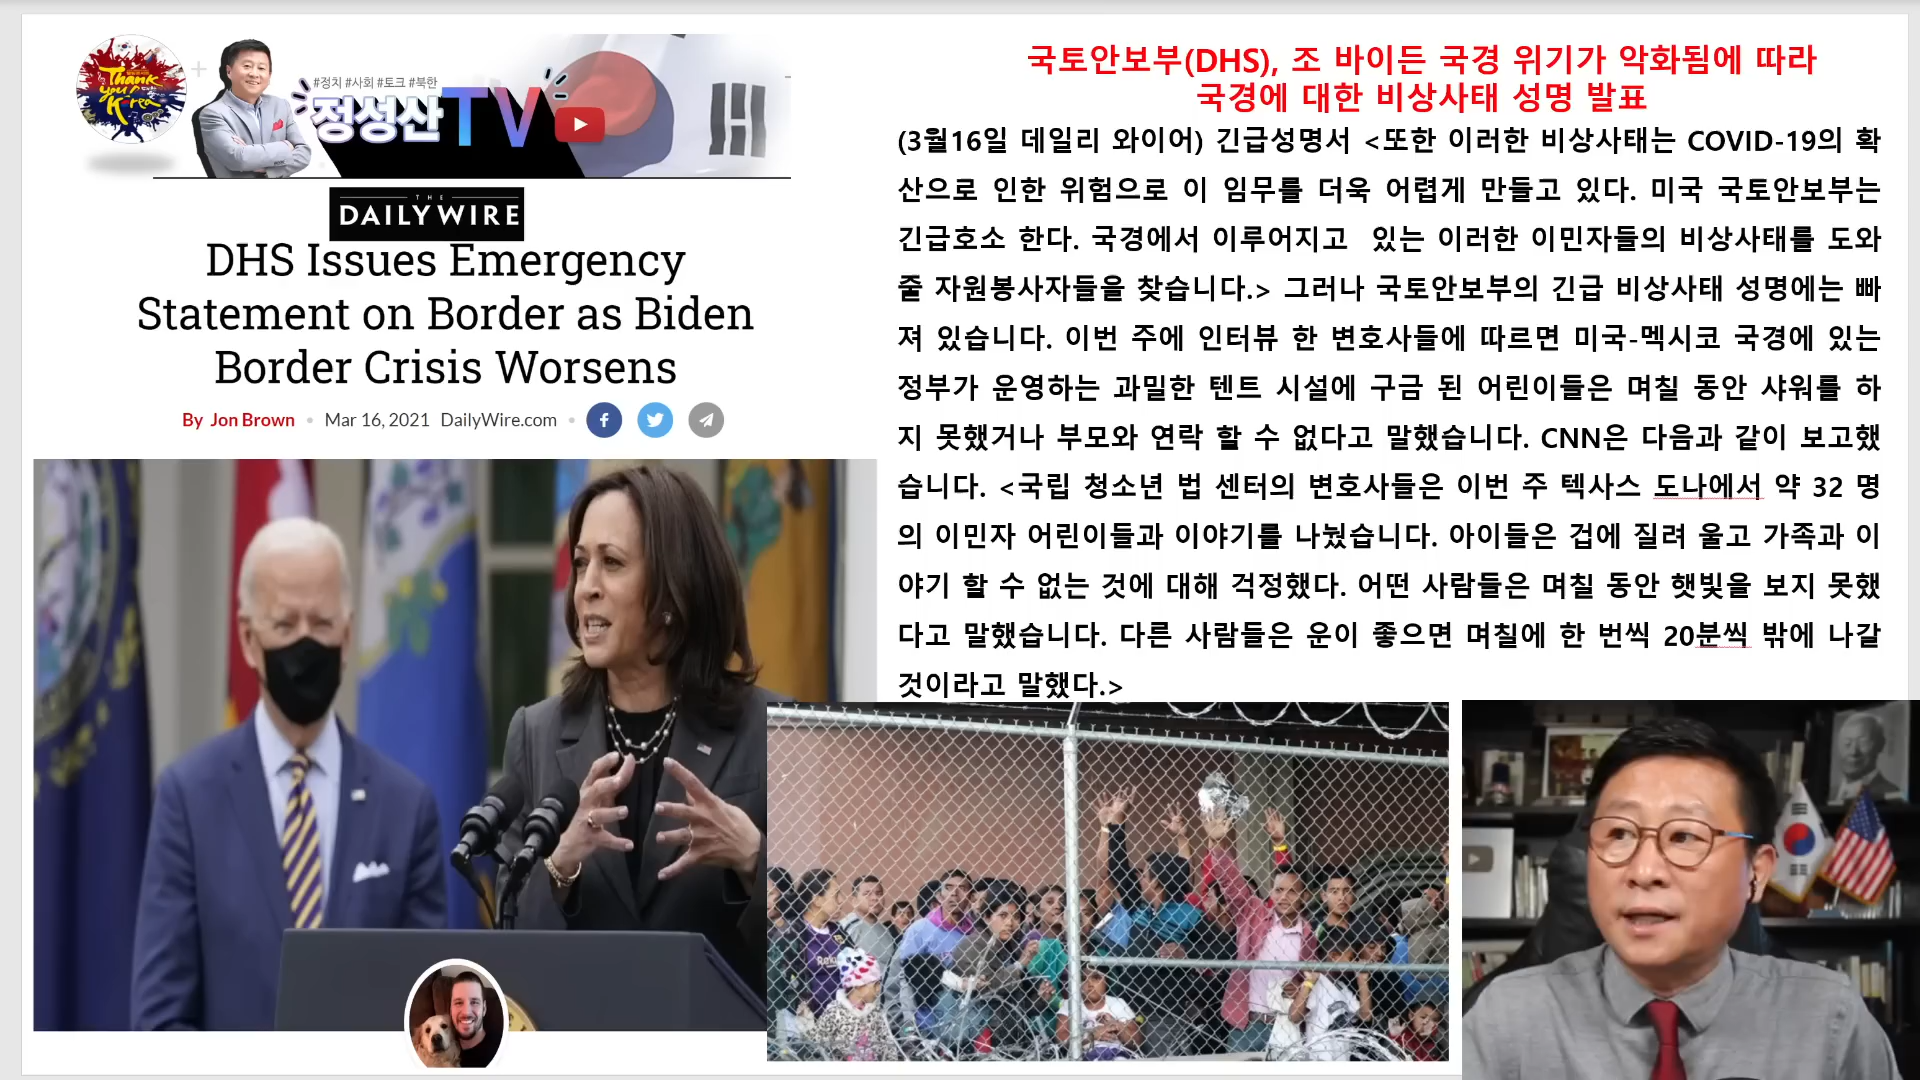 Thank
you
Korea
#정치 #사회 #토크 #북한
정성산TV
THE
DAILY WIRE
DHS Issues Emergency
Statement on Border as Biden
Border Crisis Worsens
By Jon Brown • Mar 16, 2021 DailyWire.com •
국토안보부(DHS), 조 바이든 국경 위기가 악화됨에 따라
국경에 대한 비상사태 성명 발표
(3월16일 데일리 와이어) 긴급성명서 <또한 이러한 비상사태는 COVID-19의 확
산으로 인한 위험으로 이 임무를 더욱 어렵게 만들고 있다. 미국 국토안보부는
긴급호소 한다. 국경에서 이루어지고 있는 이러한 이민자들의 비상사태를 도와
줄 자원봉사자들을 찾습니다.> 그러나 국토안보부의 긴급 비상사태 성명에는 빠
져 있습니다. 이번 주에 인터뷰 한 변호사들에 따르면 미국-멕시코 국경에 있는
정부가 운영하는 과밀한 텐트 시설에 구금 된 어린이들은 며칠 동안 샤워를 하
지 못했거나 부모와 연락 할 수 없다고 말했습니다. CNN은 다음과 같이 보고했
습니다. <국립 청소년 법 센터의 변호사들은 이번 주 텍사스 도나에서 약 32 명
의 이민자 어린이들과 이야기를 나눴습니다. 아이들은 겁에 질려 울고 가족과 이
야기 할 수 없는 것에 대해 걱정했다. 어떤 사람들은 며칠 동안 햇빛을 보지 못했
다고 말했습니다. 다른 사람들은 운이 좋으면 며칠에 한 번씩 20분씩 밖에 나갈
것이라고 말했다.>